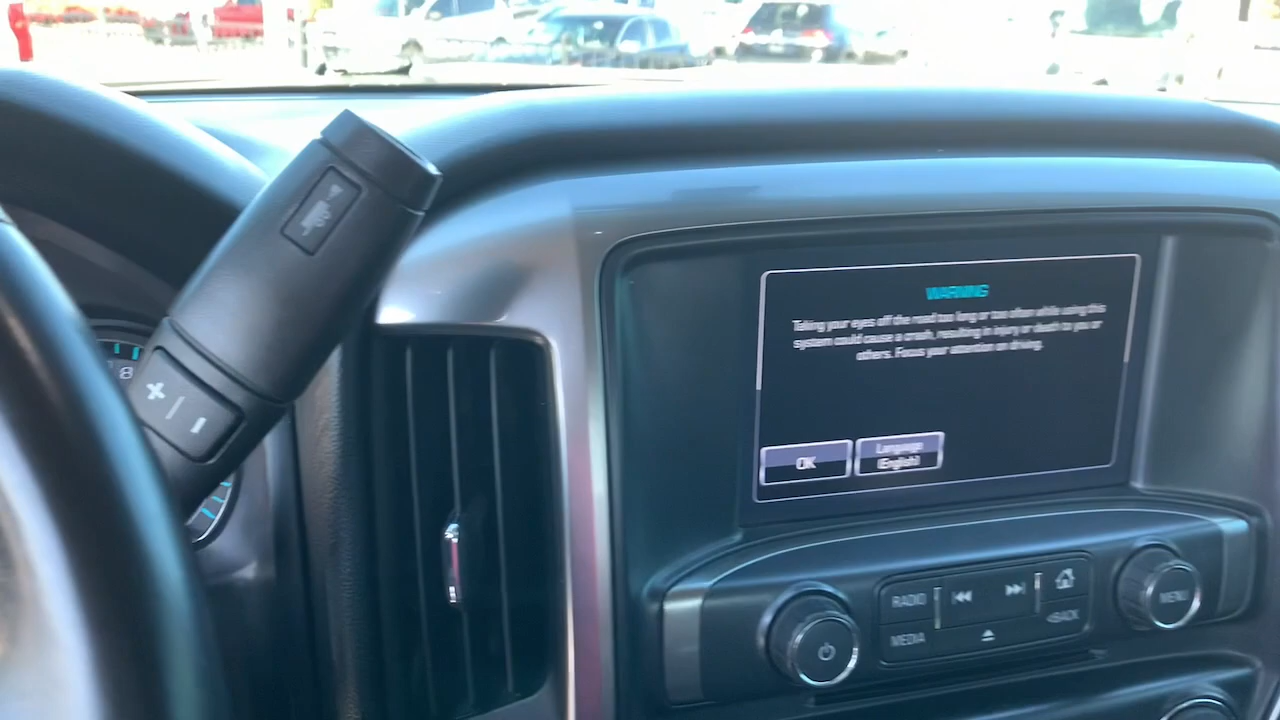 WARNING
Taking your eyes off the road too long or too often while using this
system could cause a crash, resulting in injury or death to you or
others. Focus your attention on driving.
OK
Language
(English)
8
+
-
RADIO
MEDIA
BACK
MENU